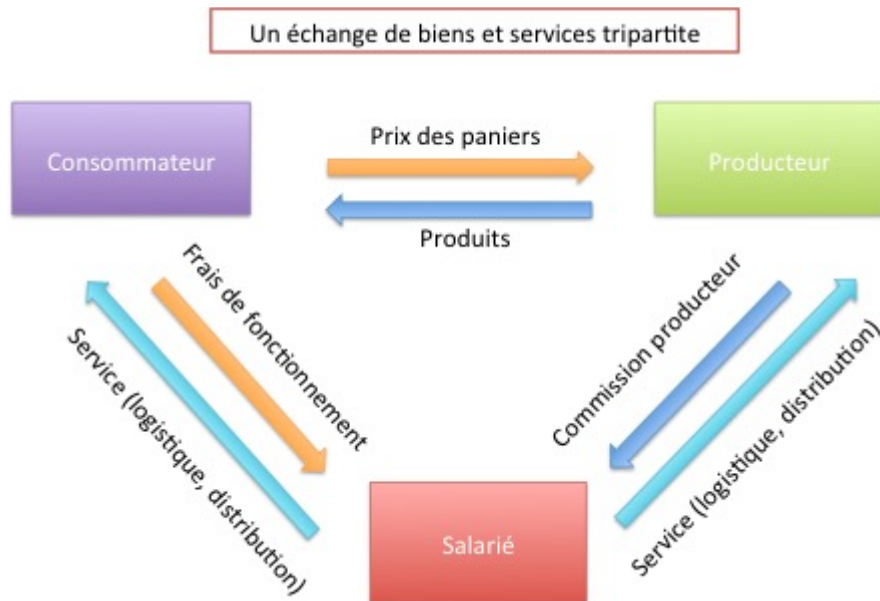 Un échange de biens et services tripartite
Consommateur
Prix des paniers
Producteur
Produits
Frais de fonctionnement
Service (logistique, distribution)
Commission producteur
Service (logistique, distribution)
Salarié